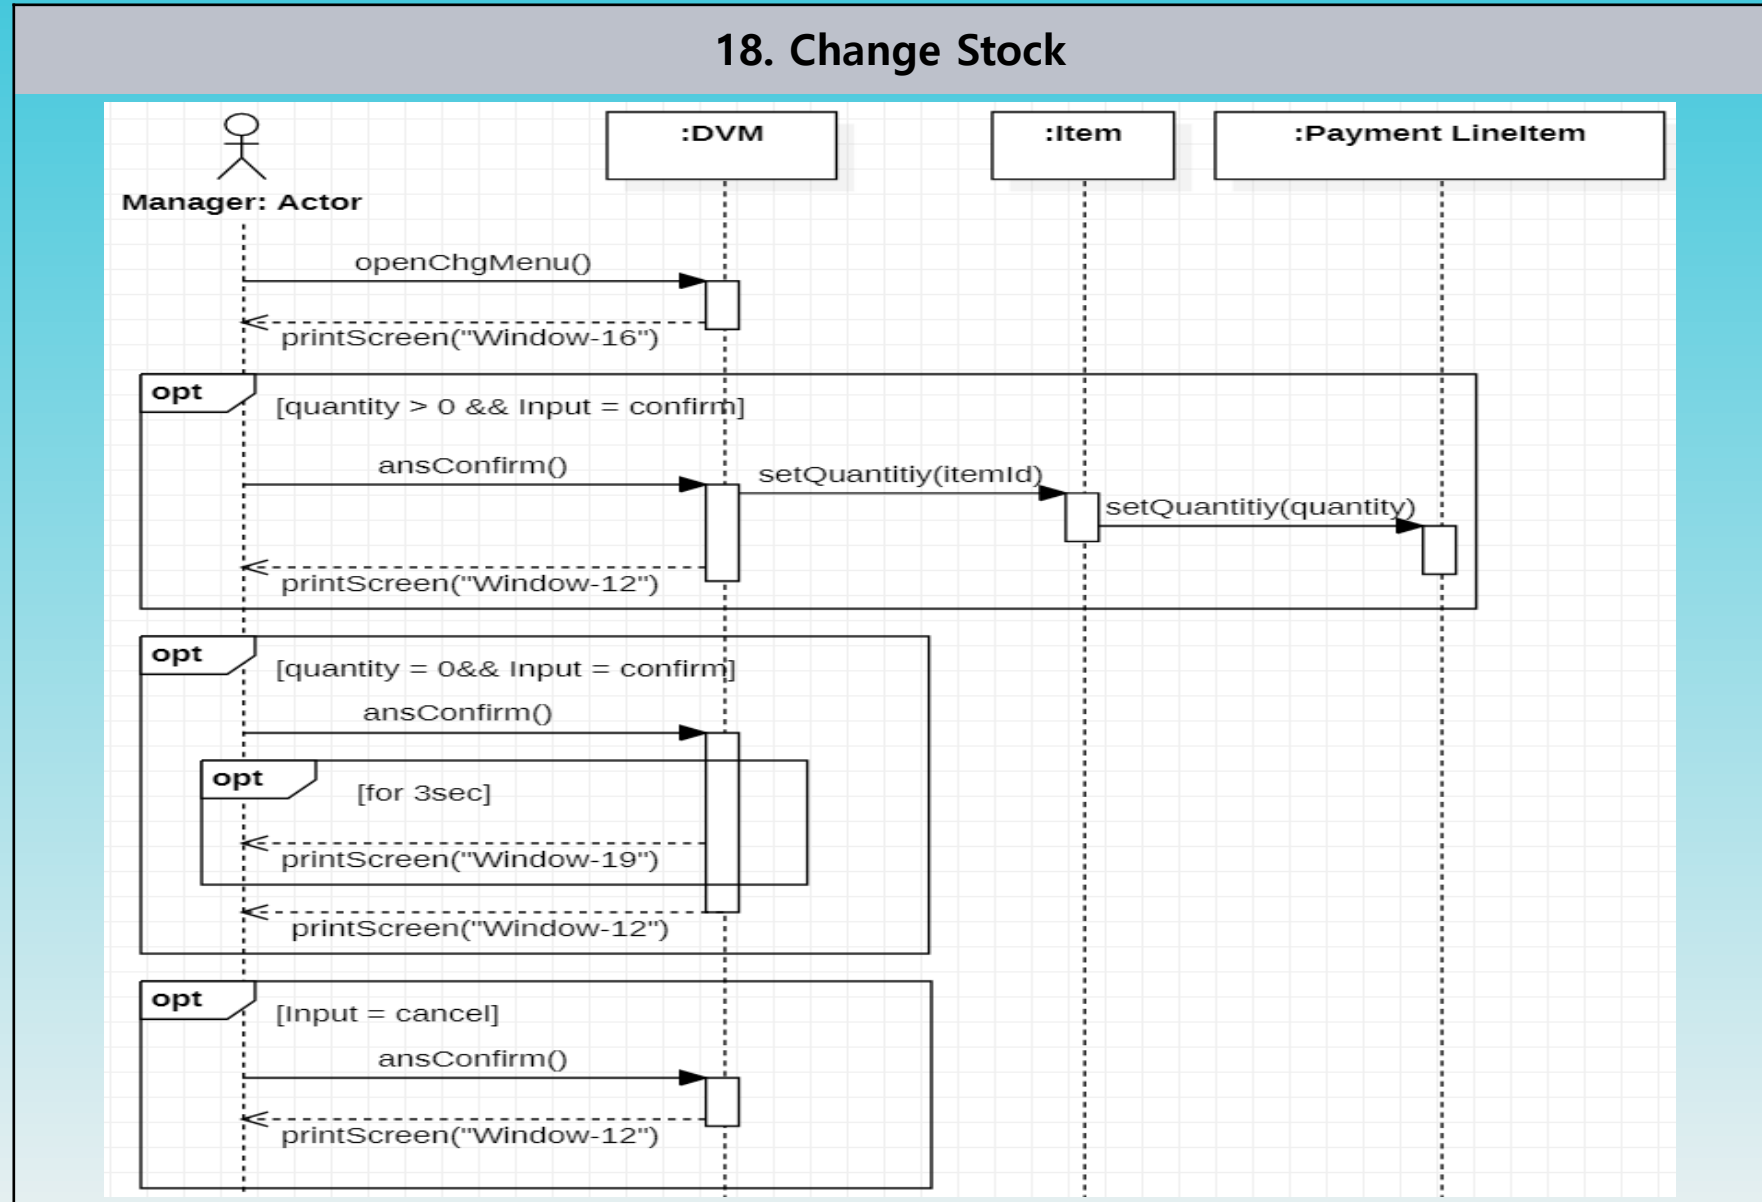 18. Change Stock
:DVM
:Item
:Payment LineItem
Manager: Actor
openChgMenu()
printScreen("Window-16")
opt
[quantity > 0 && Input = confirm]
ansConfirm()
setQuantitiy(itemId)
setQuantitiy(quantity)
printScreen("Window-12")
opt
[quantity = 0&& Input = confirm]
ansConfirm()
opt
[for 3sec]
printScreen("Window-19")
printScreen("Window-12")
opt
[Input = cancel]
ansConfirm()
printScreen("Window-12")